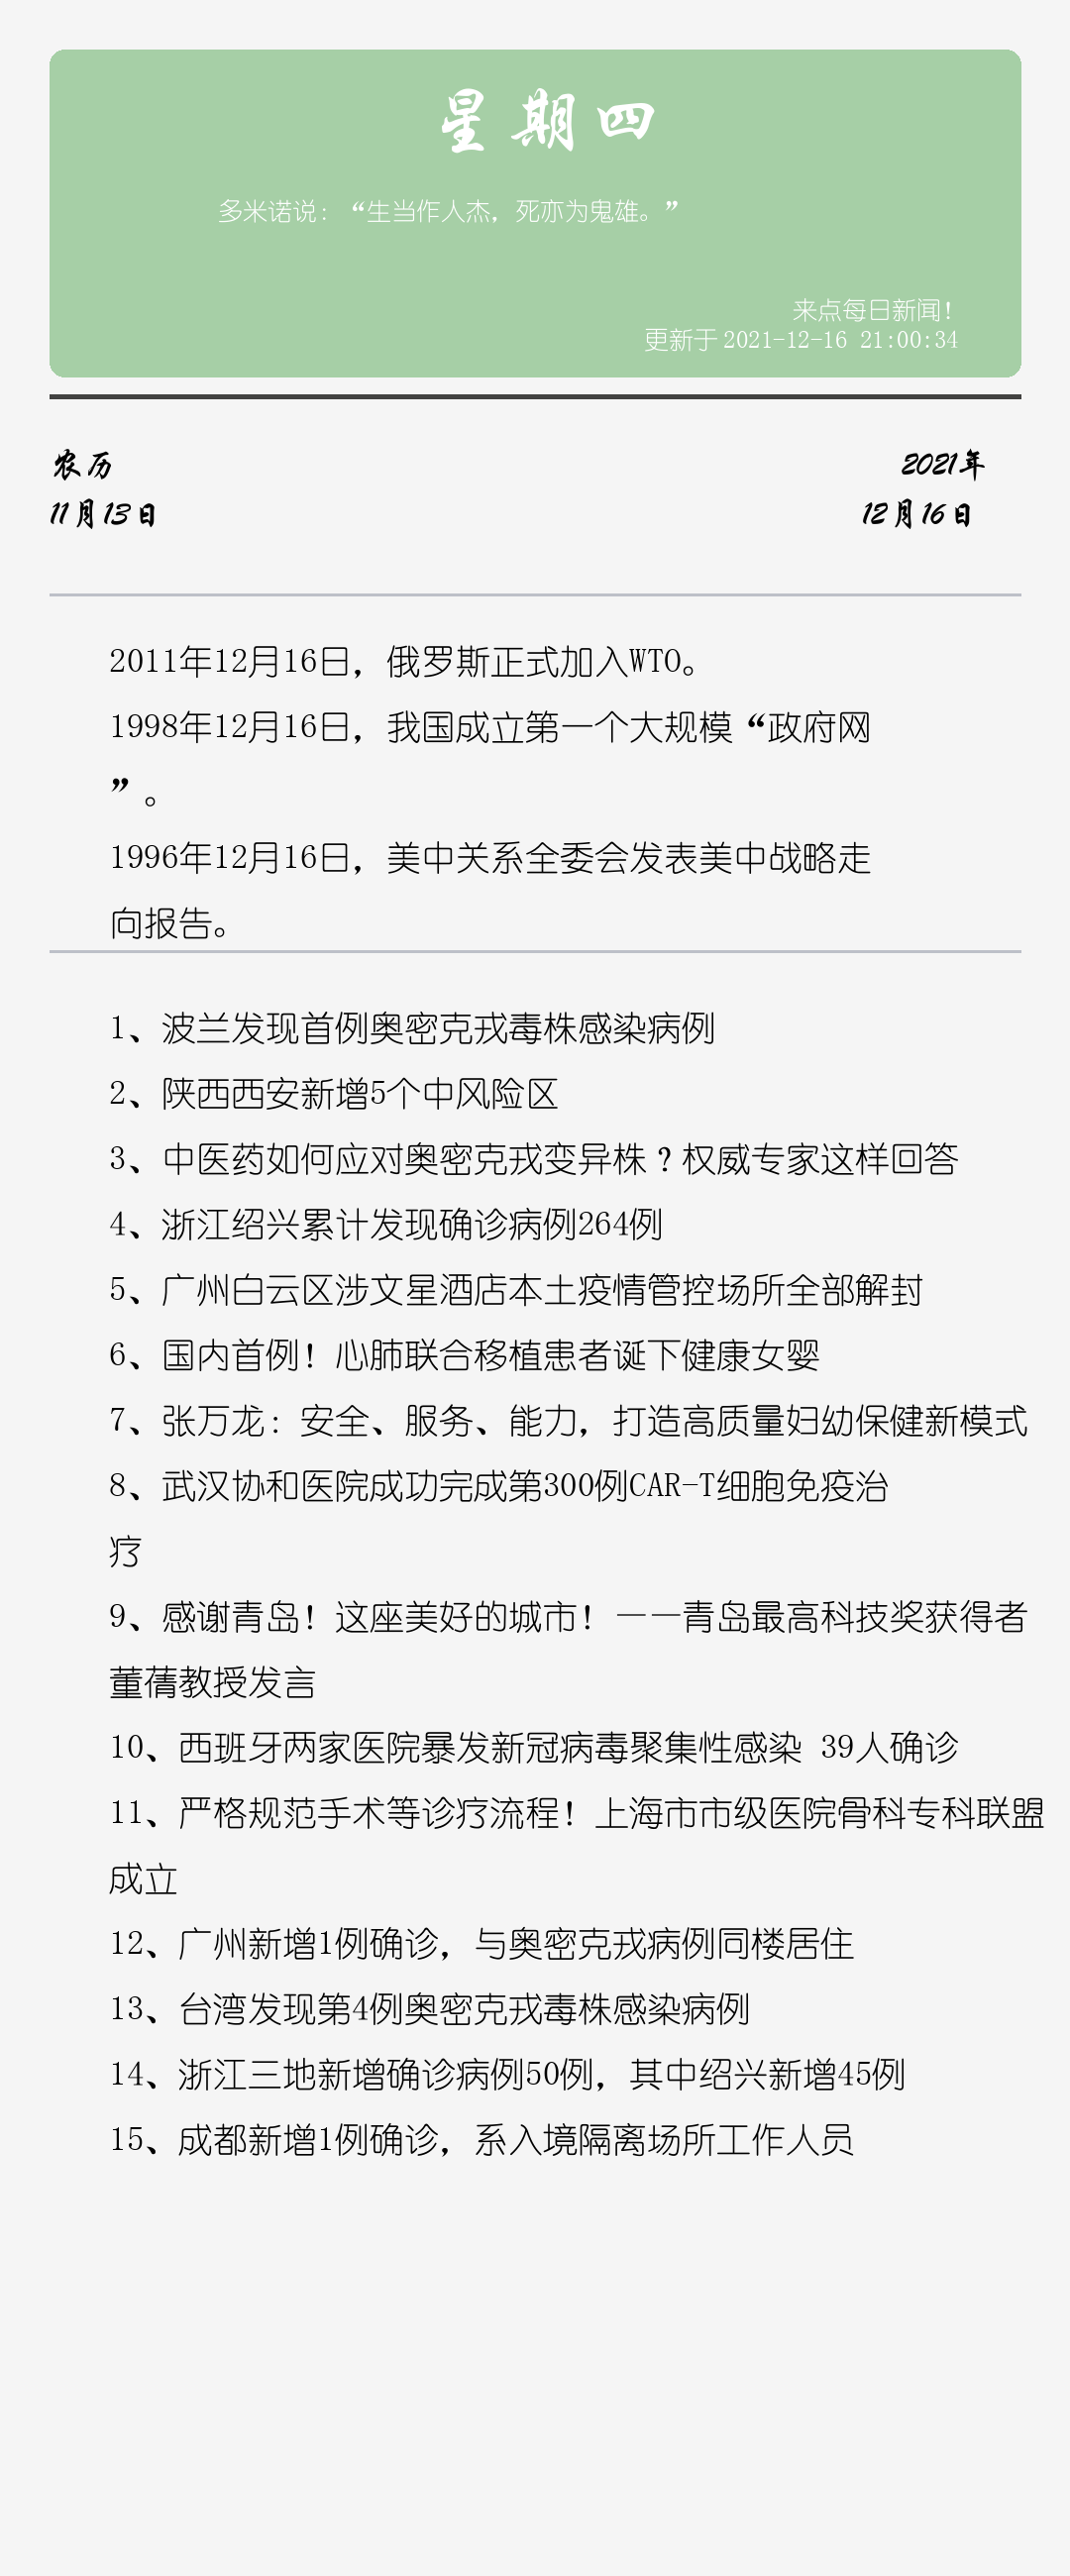 星期四
多米诺说：“生当作人杰，死亦为鬼雄。”
来点每日新闻！
更新于 2021-12-16 21:00:34
农历
2021年
11月13日
12月16日
2011年12月16日，俄罗斯正式加入WTO。
1998年12月16日，我国成立第一个大规模“政府网
”。
1996年12月16日，美中关系全委会发表美中战略走
向报告。
1、波兰发现首例奥密克戎毒株感染病例
2、陕西西安新增5个中风险区
3、中医药如何应对奥密克戎变异株？权威专家这样回答
4、浙江绍兴累计发现确诊病例264例
5、广州白云区涉文星酒店本土疫情管控场所全部解封
6、国内首例！心肺联合移植患者诞下健康女婴
7、张万龙：安全、服务、能力，打造高质量妇幼保健新模式
8、武汉协和医院成功完成第300例CAR-T细胞免疫治
疗
9、感谢青岛！这座美好的城市！——青岛最高科技奖获得者
董蒨教授发言
10、西班牙两家医院暴发新冠病毒聚集性感染 39人确诊
11、严格规范手术等诊疗流程！上海市市级医院骨科专科联盟
成立
12、广州新增1例确诊，与奥密克戎病例同楼居住
13、台湾发现第4例奥密克戎毒株感染病例
14、浙江三地新增确诊病例50例，其中绍兴新增45例
15、成都新增1例确诊，系入境隔离场所工作人员